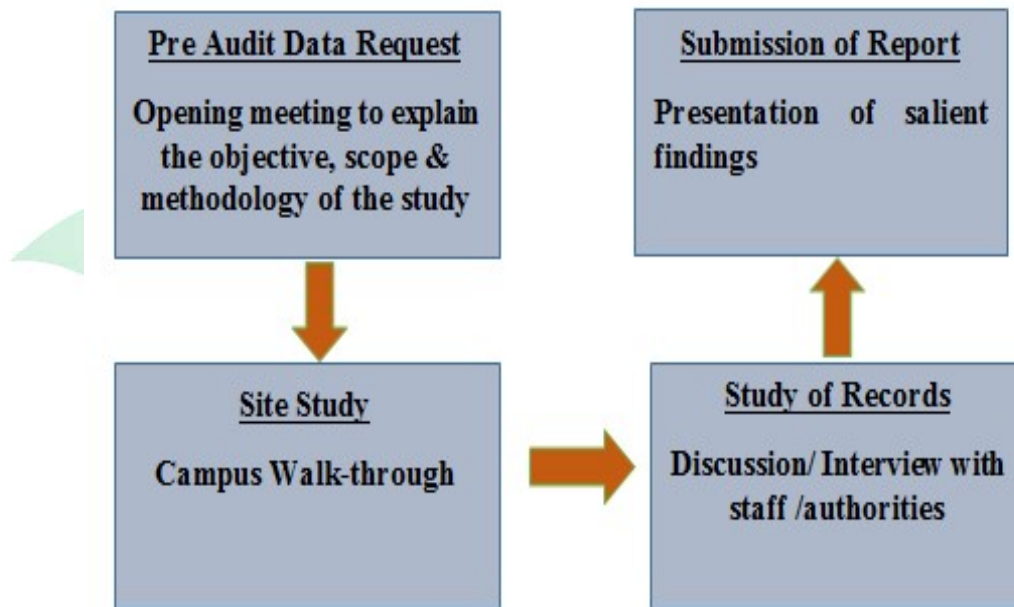 Pre Audit Data Request
Opening meeting to explain
the objective, scope &
methodology of the study
Site Study
Campus Walk-through
Study of Records
Discussion/ Interview with
staff /authorities
Submission of Report
Presentation of salient
findings